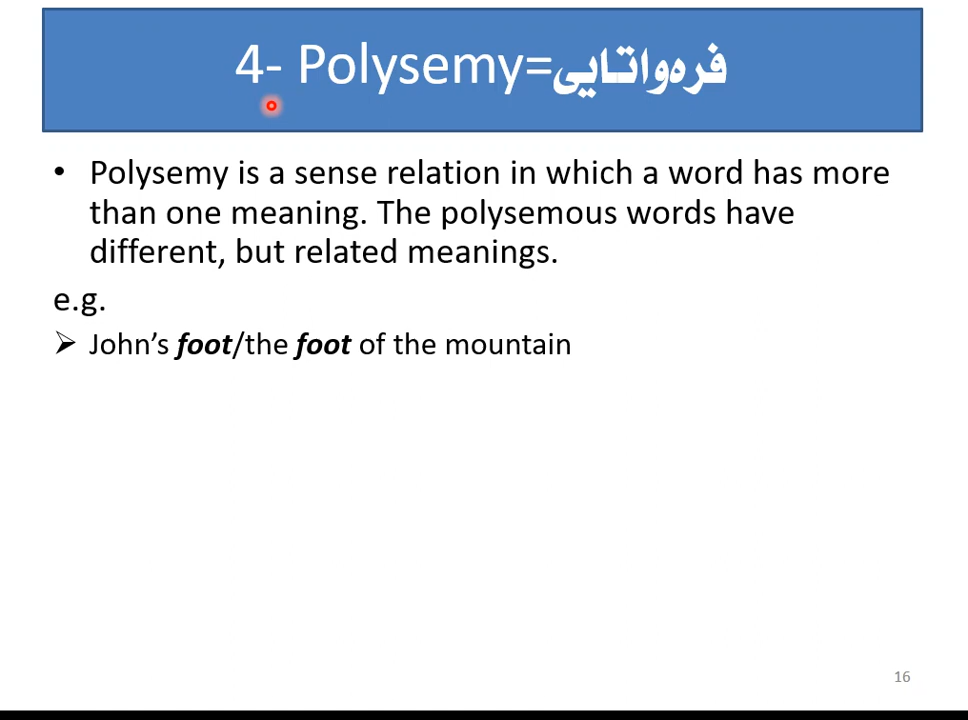 4- Polysemy=فرەواتایی
• Polysemy is a sense relation in which a word has more
than one meaning. The polysemous words have
different, but related meanings.
e.g.
➢ John’s foot/the foot of the mountain
16